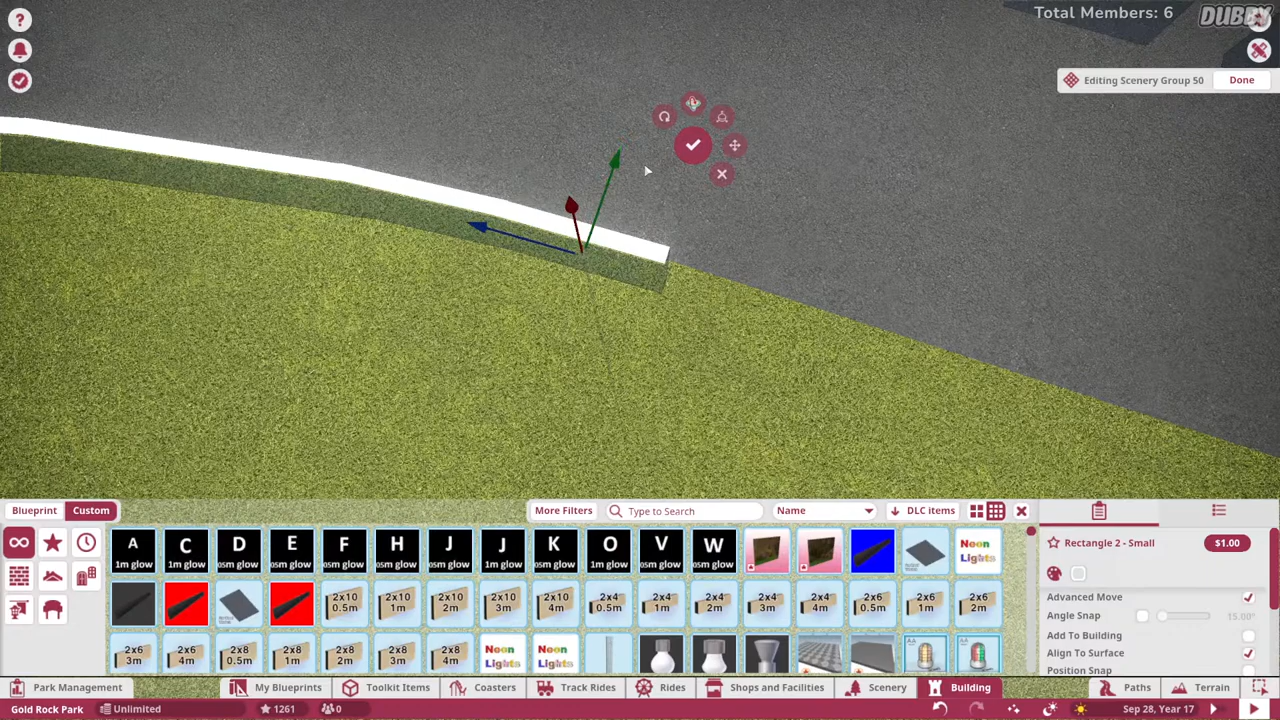 Total Members: 6
DUBBY
?
Editing Scenery Group 50
Done
Blueprint
Custom
More Filters
Type to Search
Name
DLC items
A 1m glow
C 1m glow
D 1m glow
E 1m glow
F 1m glow
H 1m glow
J 05m glow
J 1m glow
K 05m glow
O 1m glow
V 05m glow
W 05m glow
Neon Lights
2x10 0.5m
2x10 1m
2x10 2m
2x10 3m
2x10 4m
2x4 0.5m
2x4 1m
2x4 2m
2x4 3m
2x4 4m
2x6 0.5m
2x6 1m
2x6 2m
2x6 3m
2x6 4m
2x8 0.5m
2x8 1m
2x8 2m
2x8 3m
2x8 4m
Neon Lights
Neon Lights
AA
AA
Rectangle 2 - Small
$1.00
Advanced Move
Angle Snap
15.00°
Add To Building
Align To Surface
Position Snap
Park Management
My Blueprints
Toolkit Items
Coasters
Track Rides
Rides
Shops and Facilities
Scenery
Building
Paths
Terrain
Gold Rock Park
Unlimited
1261
0
Sep 28, Year 17